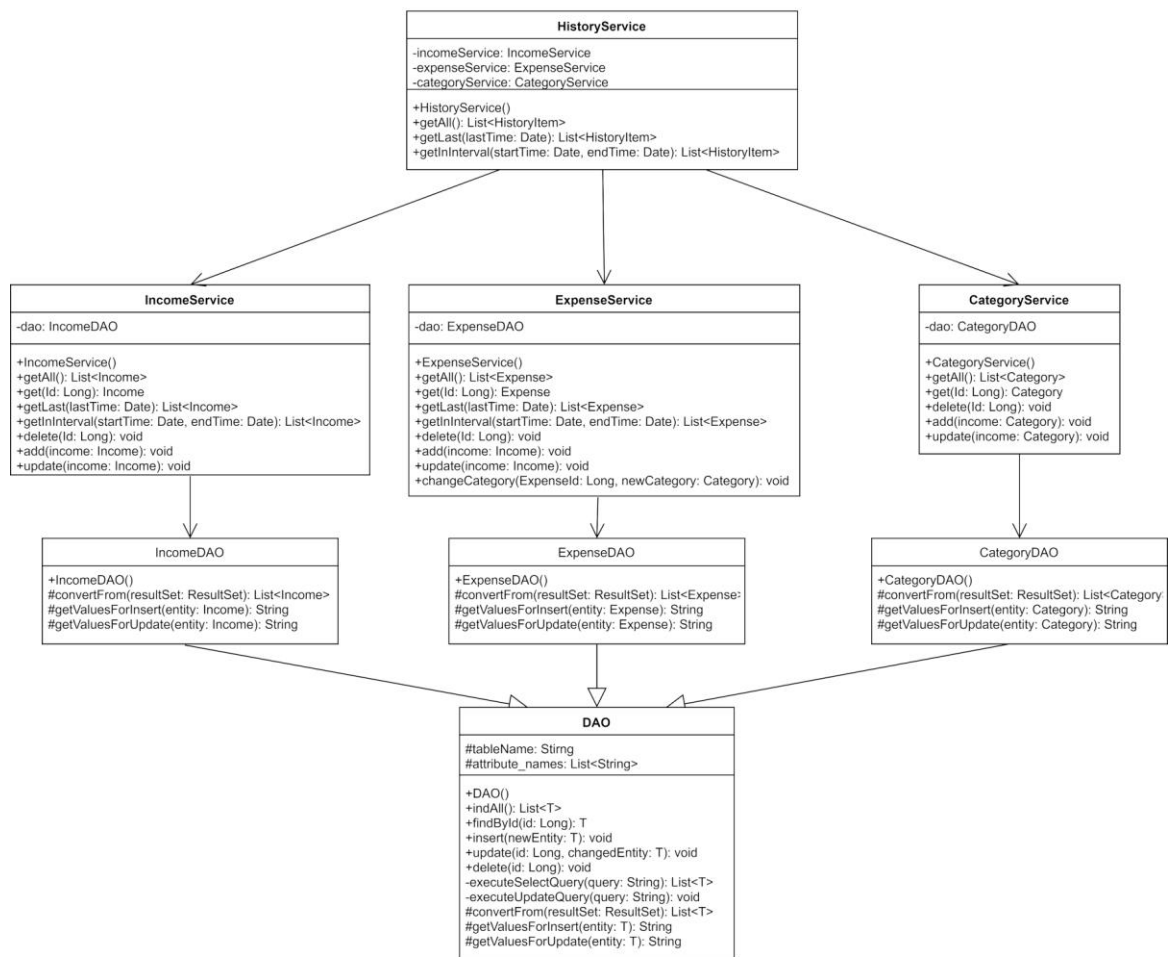 HistoryService
-incomeService: IncomeService
-expenseService: ExpenseService
-categoryService: CategoryService
+HistoryService()
+getAll(): List<HistoryItem>
+getLast(lastTime: Date): List<HistoryItem>
+getInInterval(startTime: Date, endTime: Date): List<HistoryItem>
IncomeService
-dao: IncomeDAO
+IncomeService()
+getAll(): List<Income>
+get(Id: Long): Income
+getLast(lastTime: Date): List<Income>
+getInInterval(startTime: Date, endTime: Date): List<Income>
+delete(Id: Long): void
+add(income: Income): void
+update(income: Income): void
ExpenseService
-dao: ExpenseDAO
+ExpenseService()
+getAll(): List<Expense>
+get(Id: Long): Expense
+getLast(lastTime: Date): List<Expense>
+getInInterval(startTime: Date, endTime: Date): List<Expense>
+delete(Id: Long): void
+add(income: Income): void
+update(income: Income): void
+changeCategory(ExpenseId: Long, newCategory: Category): void
CategoryService
-dao: CategoryDAO
+CategoryService()
+getAll(): List<Category>
+get(Id: Long): Category
+delete(Id: Long): void
+add(income: Category): void
+update(income: Category): void
IncomeDAO
+IncomeDAO()
#convertFrom(resultSet: ResultSet): List<Income>
#getValuesForInsert(entity: Income): String
#getValuesForUpdate(entity: Income): String
ExpenseDAO
+ExpenseDAO()
#convertFrom(resultSet: ResultSet): List<Expense>
#getValuesForInsert(entity: Expense): String
#getValuesForUpdate(entity: Expense): String
CategoryDAO
+CategoryDAO()
#convertFrom(resultSet: ResultSet): List<Category
#getValuesForInsert(entity: Category): String
#getValuesForUpdate(entity: Category): String
DAO
#tableName: Stirng
#attribute_names: List<String>
+DAO()
+indAll(): List<T>
+findById(id: Long): T
+insert(newEntity: T): void
+update(id: Long, changedEntity: T): void
+delete(id: Long): void
-executeSelectQuery(query: String): List<T>
-executeUpdateQuery(query: String): void
#convertFrom(resultSet: ResultSet): List<T>
#getValuesForInsert(entity: T): String
#getValuesForUpdate(entity: T): String